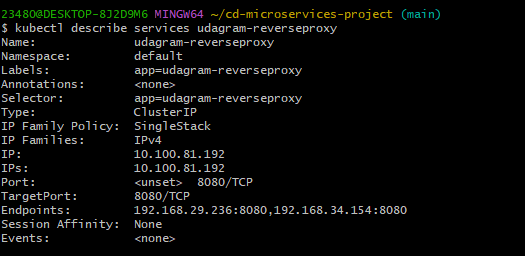 23480@DESKTOP-8J2D9M6 MINGW64 ~/cd-microservices-project (main)
$ kubectl describe services udagram-reverseproxy
Name:              udagram-reverseproxy
Namespace:         default
Labels:            app=udagram-reverseproxy
Annotations:       <none>
Selector:          app=udagram-reverseproxy
Type:              ClusterIP
IP Family Policy:  SingleStack
IP Families:       IPv4
IP:                10.100.81.192
IPs:               10.100.81.192
Port:              <unset>  8080/TCP
TargetPort:        8080/TCP
Endpoints:         192.168.29.236:8080,192.168.34.154:8080
Session Affinity:  None
Events:            <none>